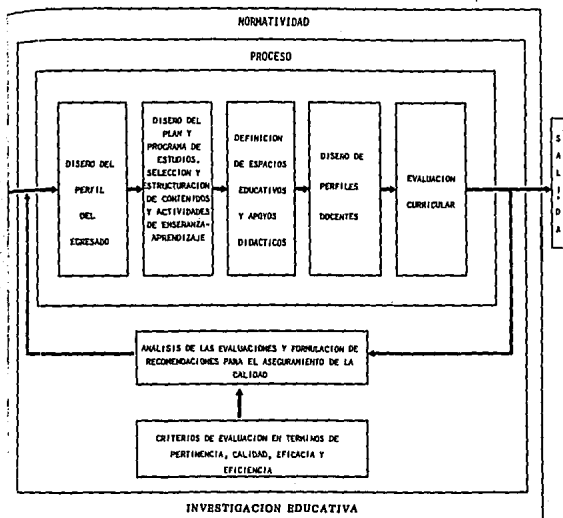 NORMATIVIDAD
PROCESO
DISEÑO DEL
PERFIL
DEL
EGRESADO
DISEÑO DEL
PLAN Y
PROGRAMA DE
ESTUDIOS,
SELECCION Y
ESTRUCTURACION
DE CONTENIDOS
Y ACTIVIDADES
DE ENSEÑANZA-
APRENDIZAJE
DEFINICION
DE ESPACIOS
EDUCATIVOS
Y APOYOS
DIDACTICOS
DISEÑO DE
PERFILES
DOCENTES
EVALUACION
CURRICULAR
S
A
L
I
D
A
ANALISIS DE LAS EVALUACIONES Y FORMULACION DE
RECOMENDACIONES PARA EL ASEGURAMIENTO DE LA
CALIDAD
CRITERIOS DE EVALUACION EN TERMINOS DE
PERTINENCIA, CALIDAD, EFICACIA Y
EFICIENCIA
INVESTIGACION EDUCATIVA